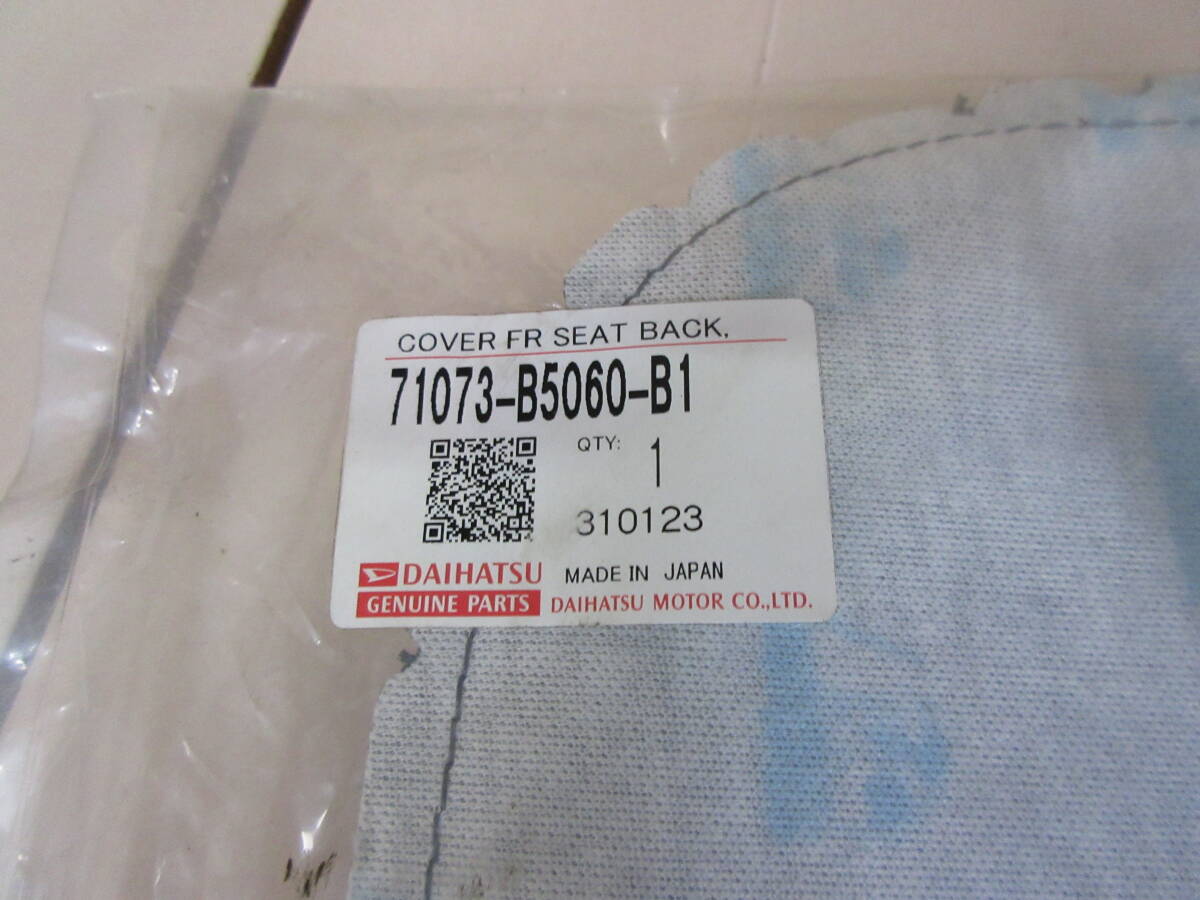 COVER FR SEAT BACK,
71073-B5060-B1
QTY: 1
310123
DAIHATSU MADE IN JAPAN
GENUINE PARTS DAIHATSU MOTOR CO.,LTD.